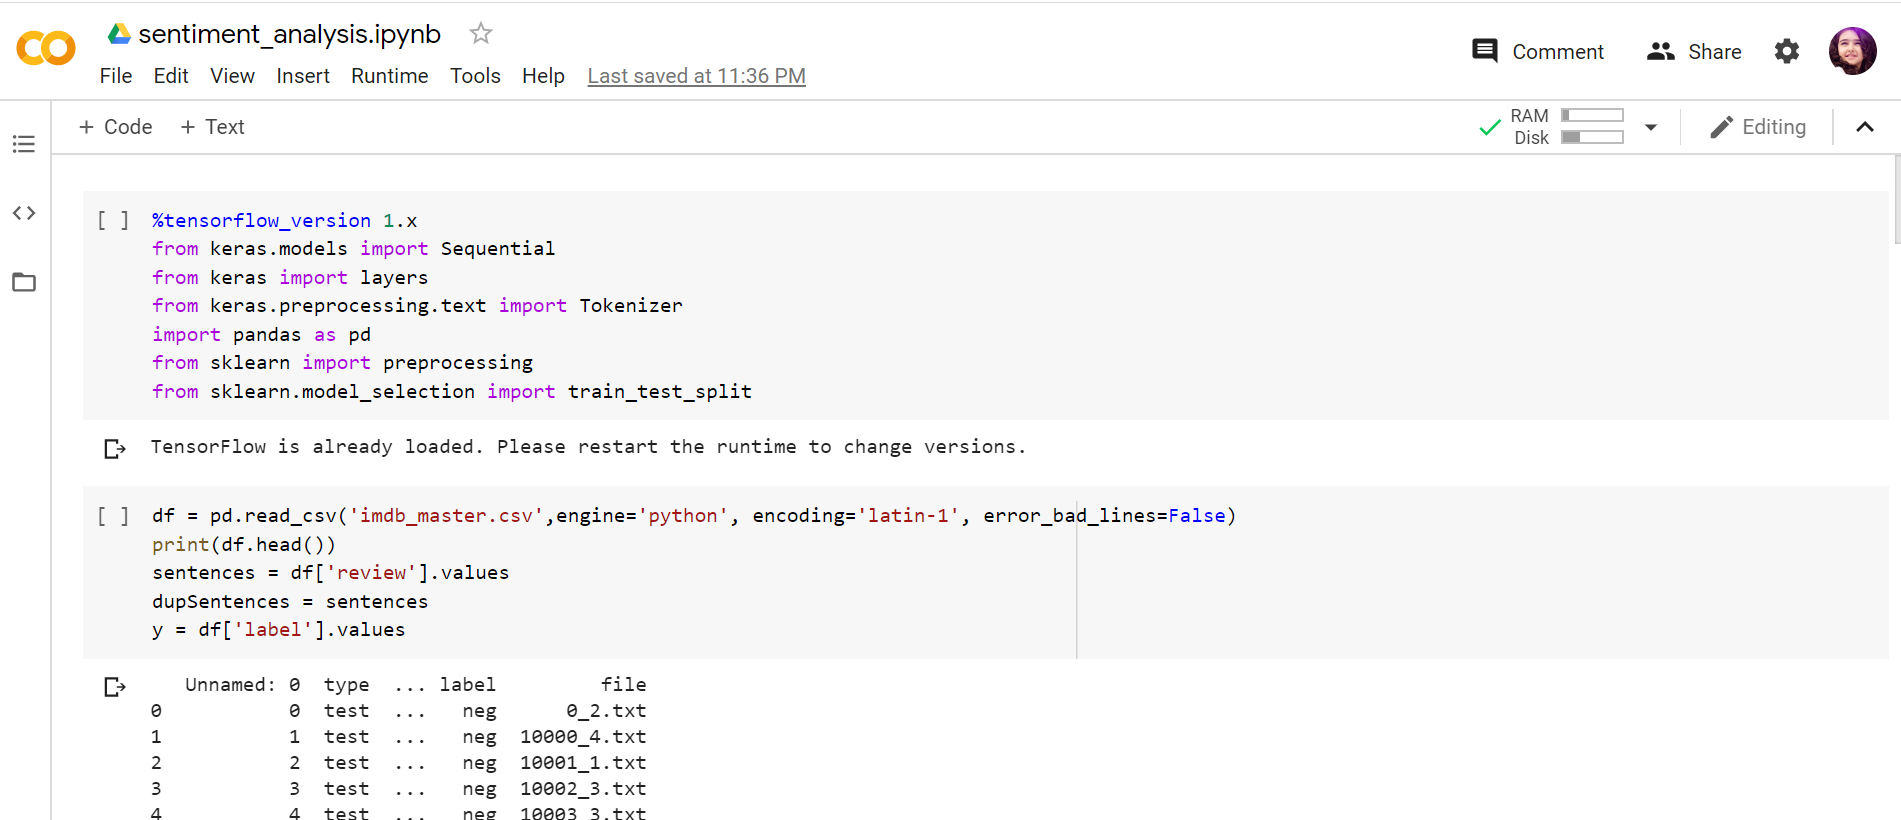 sentiment_analysis.ipynb
File Edit View Insert Runtime Tools Help Last saved at 11:36 PM
Comment Share
+ Code + Text
RAM
Disk
Editing
[ ] %tensorflow_version 1.x
from keras.models import Sequential
from keras import layers
from keras.preprocessing.text import Tokenizer
import pandas as pd
from sklearn import preprocessing
from sklearn.model_selection import train_test_split
TensorFlow is already loaded. Please restart the runtime to change versions.
[ ] df = pd.read_csv('imdb_master.csv',engine='python', encoding='latin-1', error_bad_lines=False)
print(df.head())
sentences = df['review'].values
dupSentences = sentences
y = df['label'].values
Unnamed: 0 type ... label file
0 0 test ... neg 0_2.txt
1 1 test ... neg 10000_4.txt
2 2 test ... neg 10001_1.txt
3 3 test ... neg 10002_3.txt
4 4 test ... neg 10003_3.txt